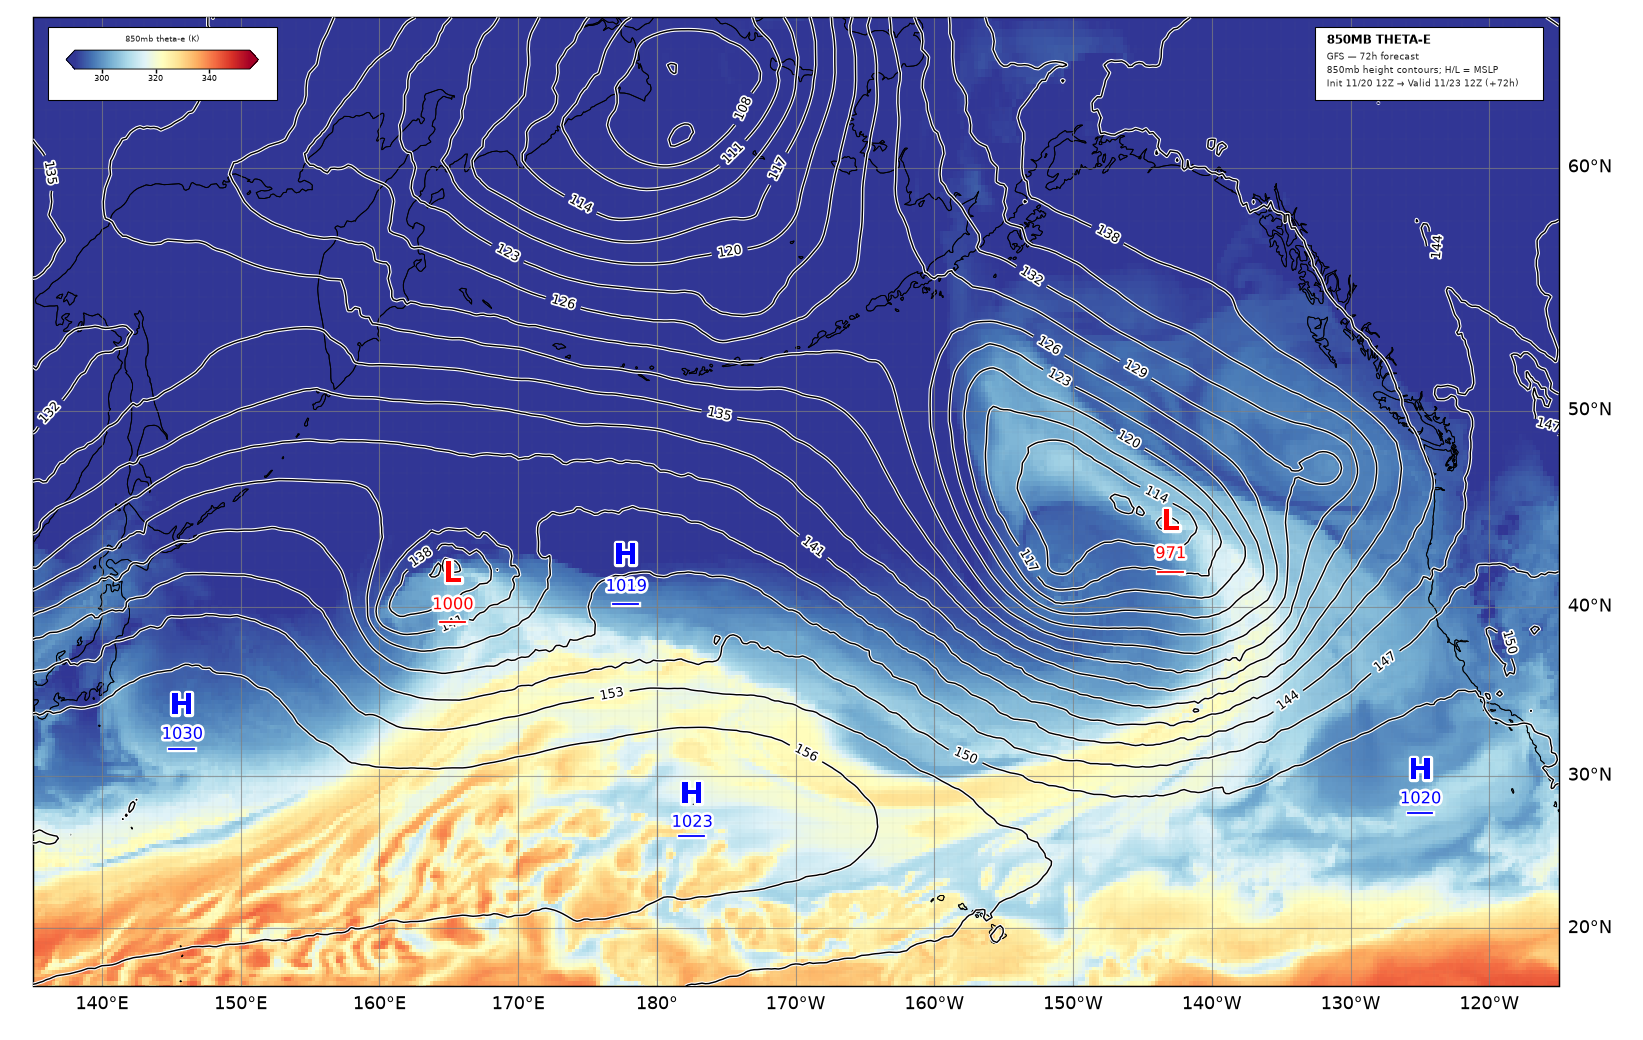 850mb theta-e (K)
300 320 340
850MB THETA-E
GFS — 72h forecast
850mb height contours; H/L = MSLP
Init 11/20 12Z → Valid 11/23 12Z (+72h)
108
111
117
114
120
123
126
135
138
144
132
60°N
126
129
123
132
135
147
50°N
120
114
141
117
138
L
971
H
1019
L
1000
40°N
150
147
144
153
156
150
H
1030
H
1023
H
1020
30°N
20°N
140°E 150°E 160°E 170°E 180° 170°W 160°W 150°W 140°W 130°W 120°W